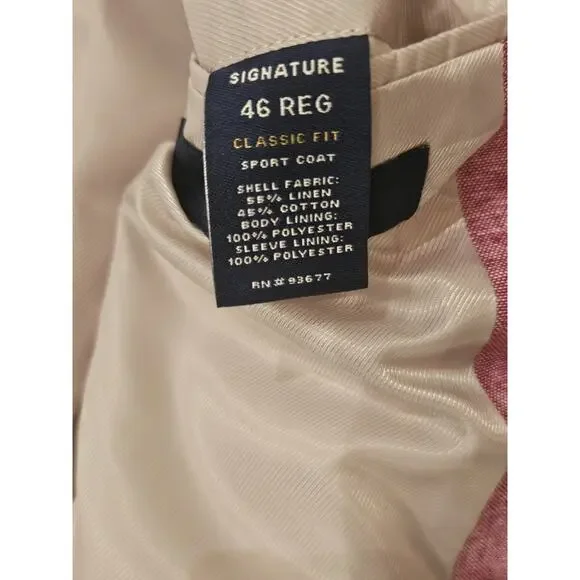 SIGNATURE
46 REG
CLASSIC FIT
SPORT COAT
SHELL FABRIC:
55% LINEN
45% COTTON
BODY LINING:
100% POLYESTER
SLEEVE LINING:
100% POLYESTER
RN# 93677